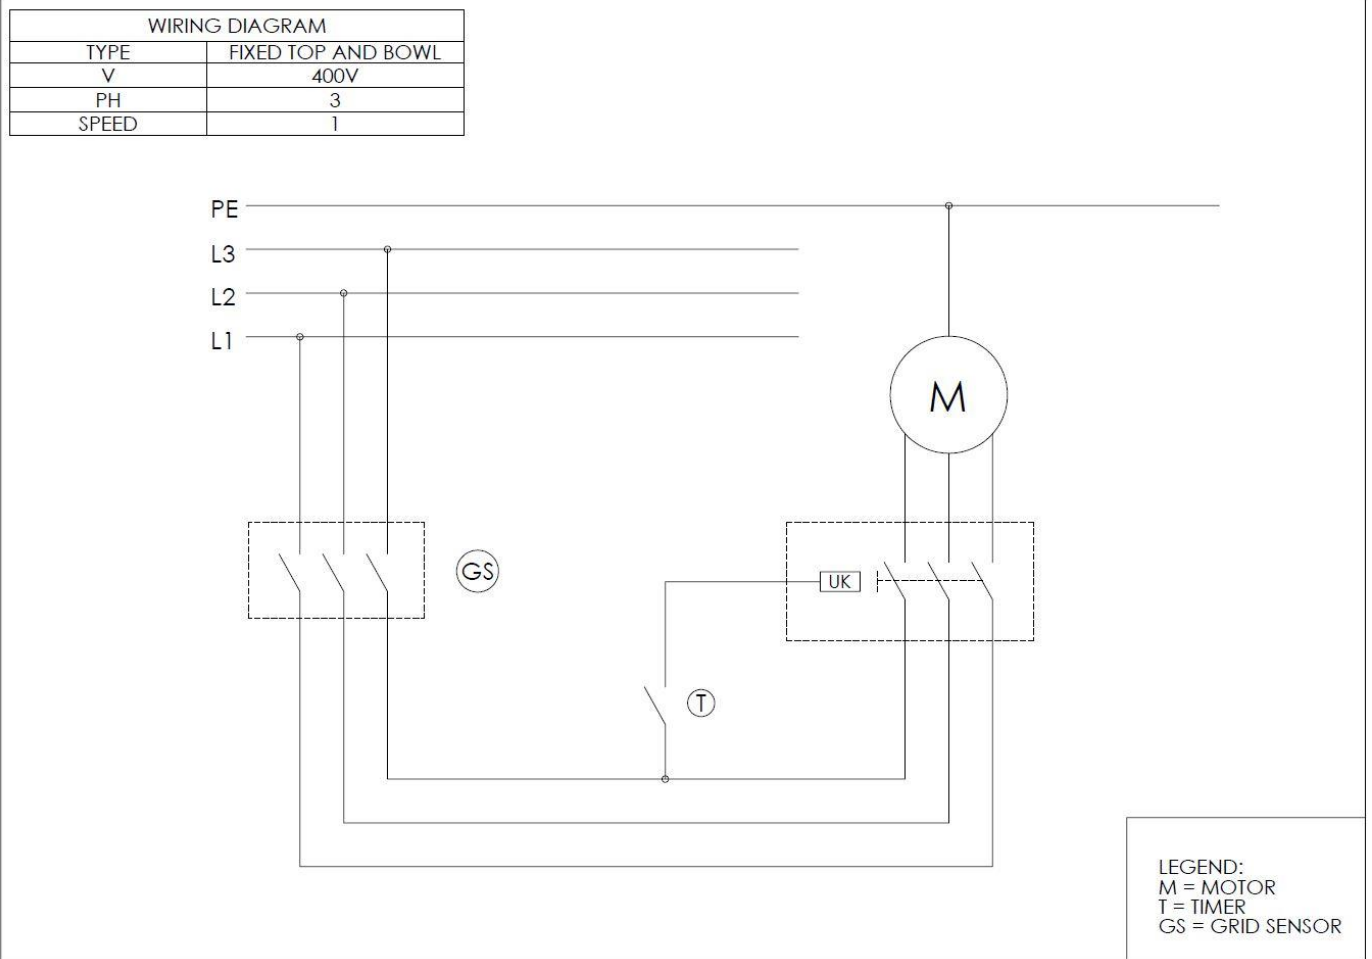 WIRING DIAGRAM
TYPE FIXED TOP AND BOWL
V 400V
PH 3
SPEED 1
PE
L3
L2
L1
M
GS
UK
T
LEGEND:
M = MOTOR
T = TIMER
GS = GRID SENSOR